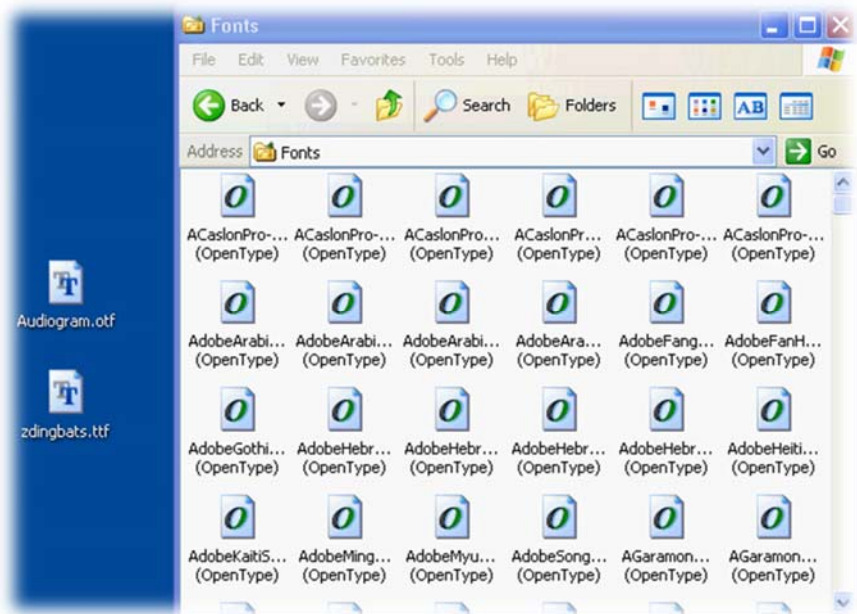 Fonts
File Edit View Favorites Tools Help
Back Search Folders AB
Address Fonts Go
ACaslonPro-... ACaslonPro-... ACaslonPro... ACaslonPr... ACaslonPro-... ACaslonPro-...
(OpenType) (OpenType) (OpenType) (OpenType) (OpenType) (OpenType)
Audiogram.otf
AdobeArabi... AdobeArabi... AdobeArabi... AdobeAra... AdobeFang... AdobeFanH...
(OpenType) (OpenType) (OpenType) (OpenType) (OpenType) (OpenType)
zdingbats.ttf
AdobeGothi... AdobeHebr... AdobeHebr... AdobeHebr... AdobeHebr... AdobeHeiti...
(OpenType) (OpenType) (OpenType) (OpenType) (OpenType) (OpenType)
AdobeKaitiS... AdobeMing... AdobeMyu... AdobeSong... AGaramon... AGaramon...
(OpenType) (OpenType) (OpenType) (OpenType) (OpenType) (OpenType)